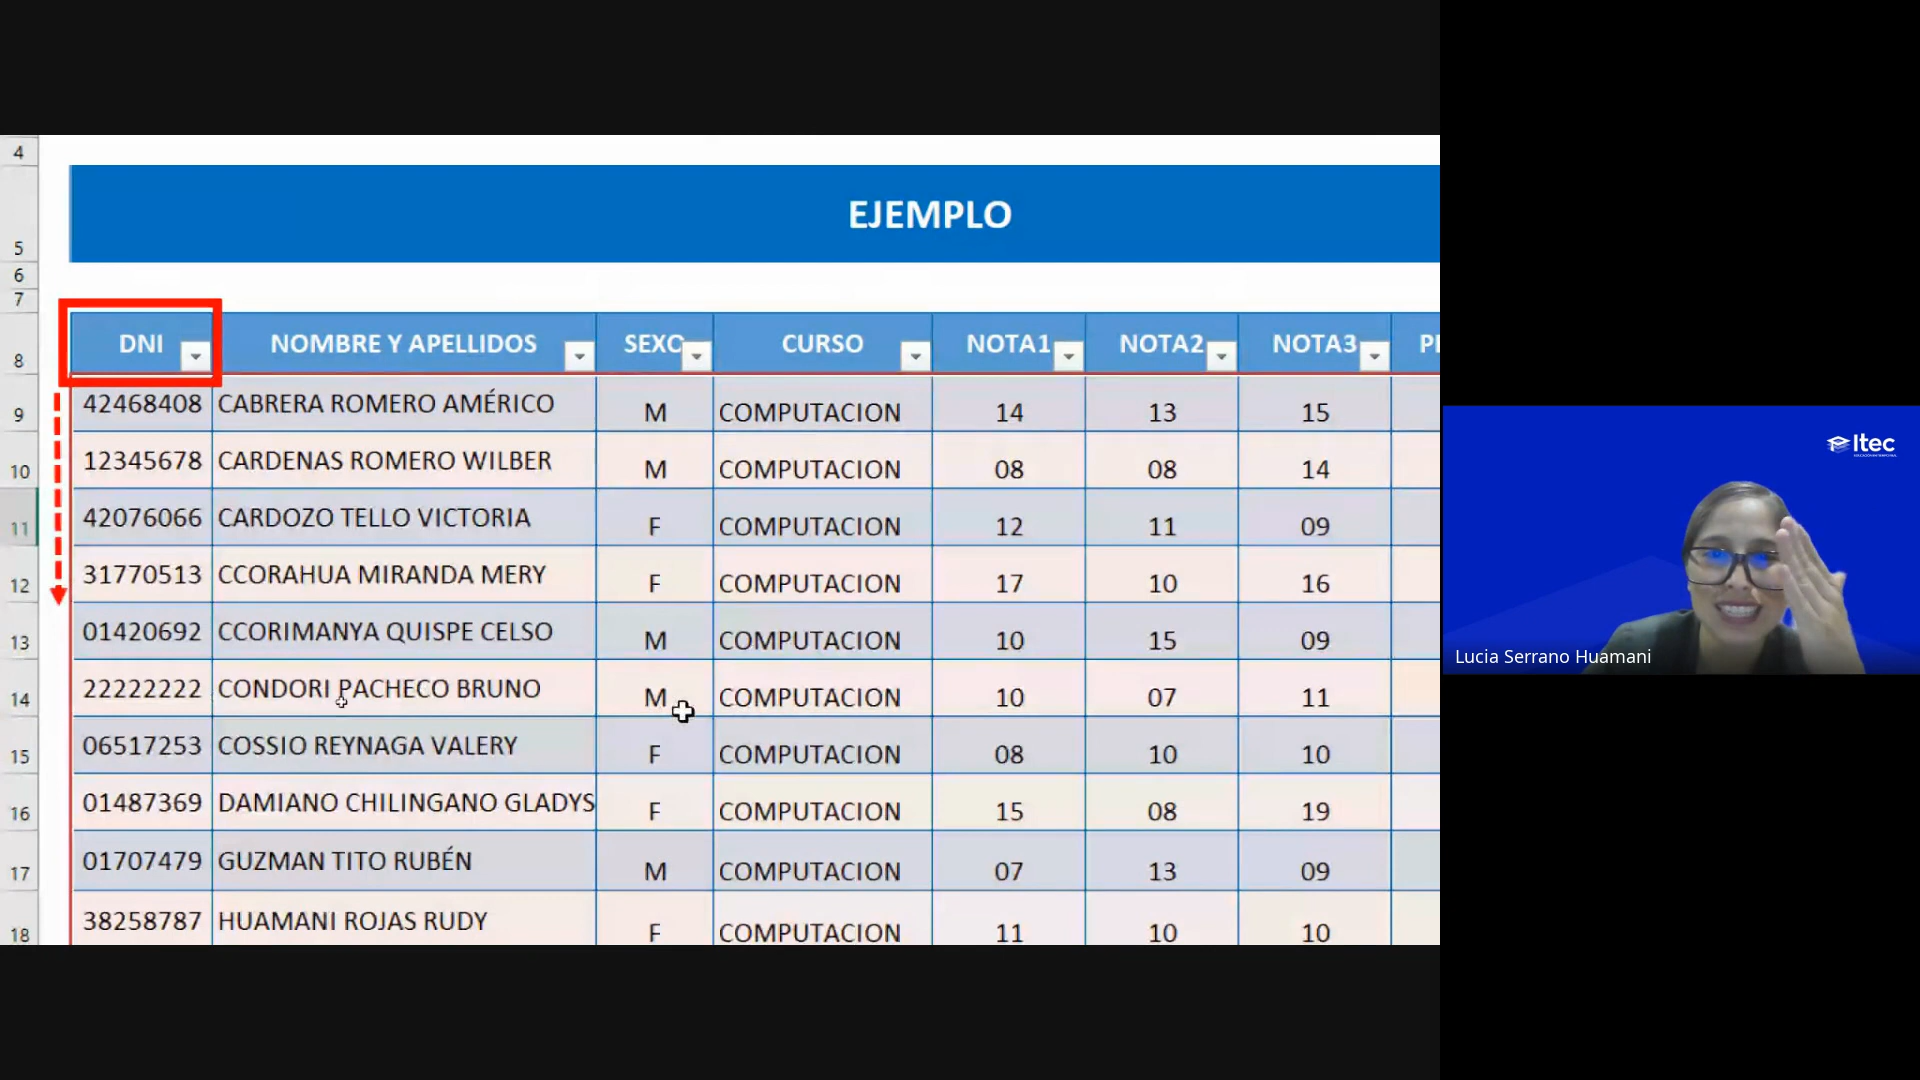 4
EJEMPLO
5
6
7
8 DNI NOMBRE Y APELLIDOS SEXO CURSO NOTA1 NOTA2 NOTA3
9 42468408 CABRERA ROMERO AMÉRICO M COMPUTACION 14 13 15
10 12345678 CARDENAS ROMERO WILBER M COMPUTACION 08 08 14
11 42076066 CARDOZO TELLO VICTORIA F COMPUTACION 12 11 09
12 31770513 CCORAHUA MIRANDA MERY F COMPUTACION 17 10 16
13 01420692 CCORIMANYA QUISPE CELSO M COMPUTACION 10 15 09
14 22222222 CONDORI PACHECO BRUNO M COMPUTACION 10 07 11
15 06517253 COSSIO REYNAGA VALERY F COMPUTACION 08 10 10
16 01487369 DAMIANO CHILINGANO GLADYS F COMPUTACION 15 08 19
17 01707479 GUZMAN TITO RUBÉN M COMPUTACION 07 13 09
18 38258787 HUAMANI ROJAS RUDY F COMPUTACION 11 10 10
Itec
Lucia Serrano Huamani